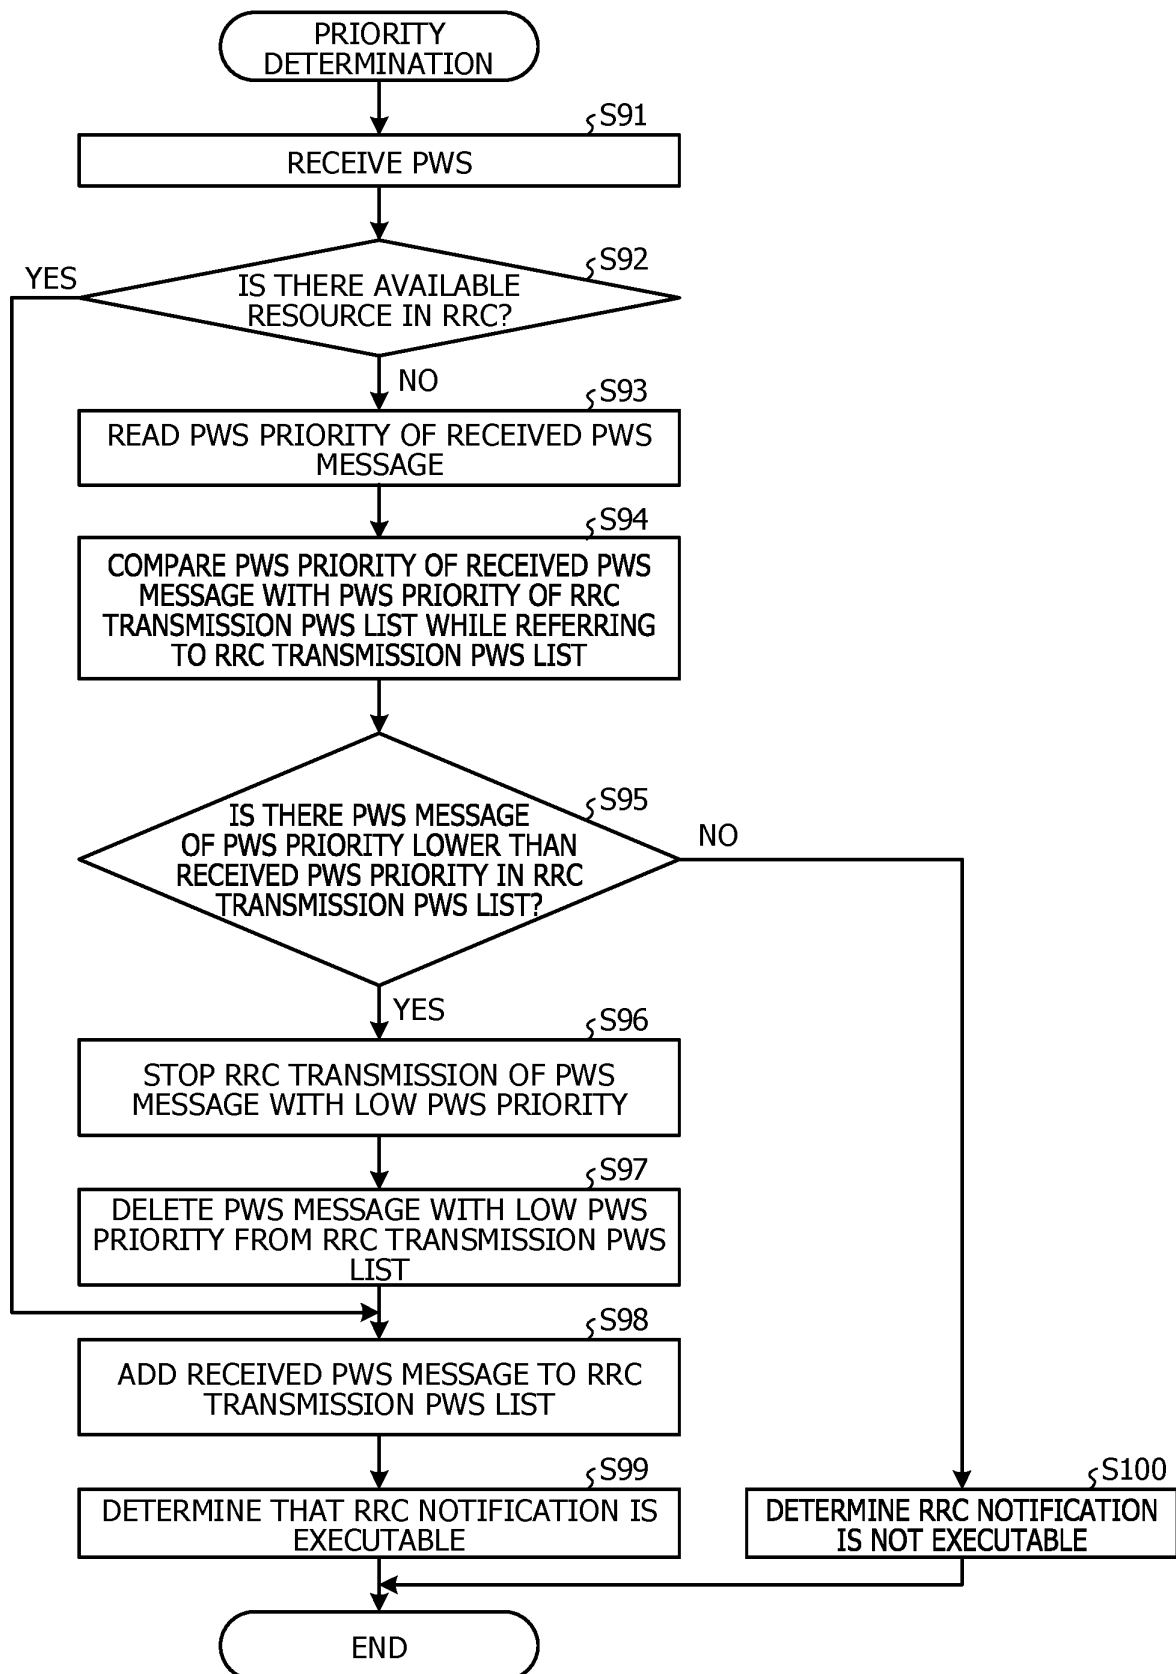 PRIORITY
DETERMINATION
S91
RECEIVE PWS
S92
YES
IS THERE AVAILABLE
RESOURCE IN RRC?
NO
S93
READ PWS PRIORITY OF RECEIVED PWS
MESSAGE
S94
COMPARE PWS PRIORITY OF RECEIVED PWS
MESSAGE WITH PWS PRIORITY OF RRC
TRANSMISSION PWS LIST WHILE REFERRING
TO RRC TRANSMISSION PWS LIST
S95
IS THERE PWS MESSAGE
OF PWS PRIORITY LOWER THAN
RECEIVED PWS PRIORITY IN RRC
TRANSMISSION PWS LIST?
NO
YES
S96
STOP RRC TRANSMISSION OF PWS
MESSAGE WITH LOW PWS PRIORITY
S97
DELETE PWS MESSAGE WITH LOW PWS
PRIORITY FROM RRC TRANSMISSION PWS
LIST
S98
ADD RECEIVED PWS MESSAGE TO RRC
TRANSMISSION PWS LIST
S99
DETERMINE THAT RRC NOTIFICATION IS
EXECUTABLE
S100
DETERMINE RRC NOTIFICATION
IS NOT EXECUTABLE
END